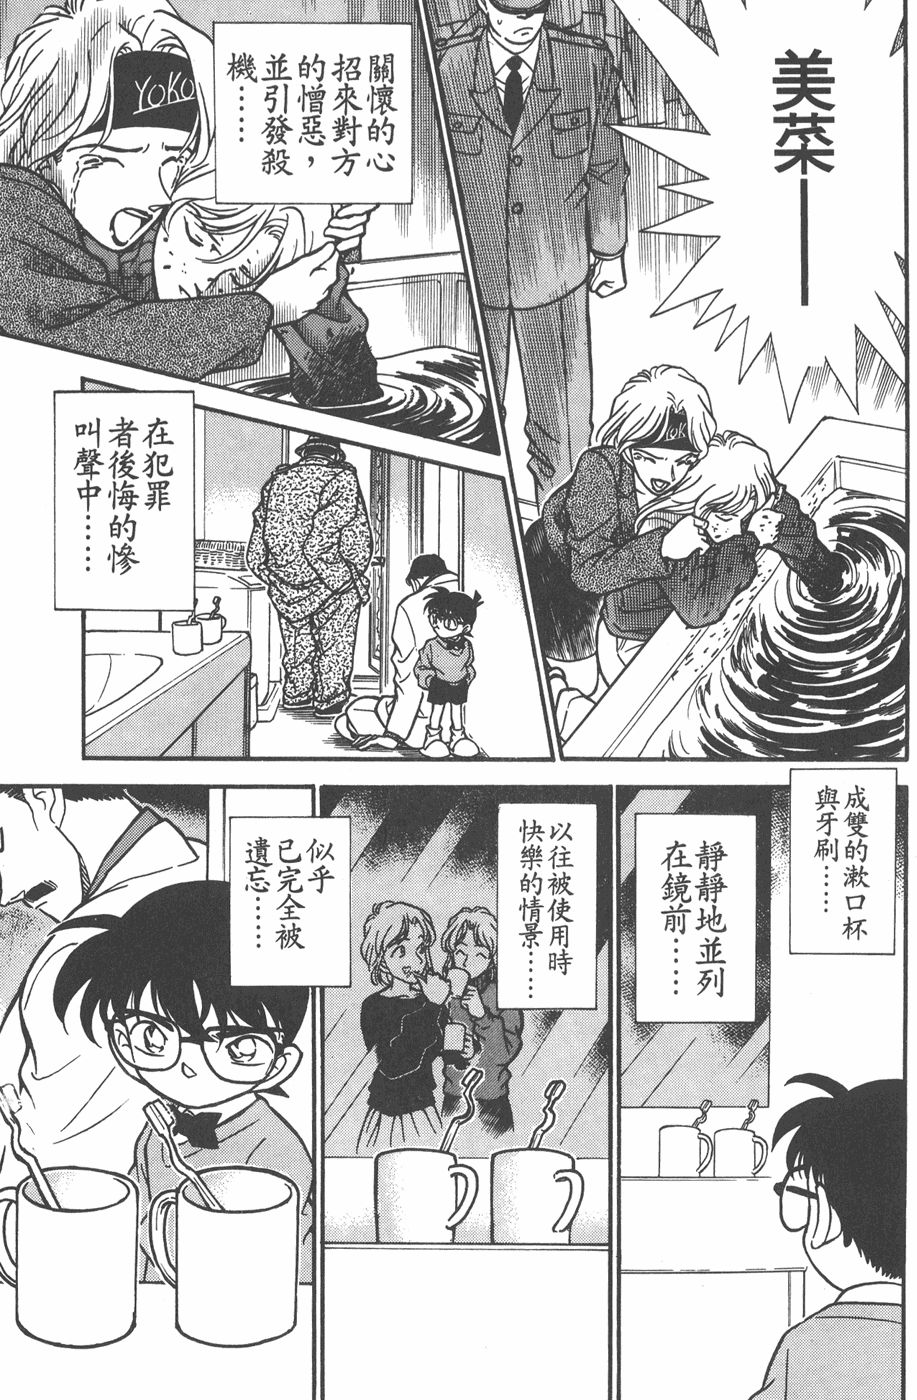 美菜——
YOK
關懷的心
招來對方
的憎惡，
並引發殺
機……
YOKO
在犯罪
者後悔的慘
叫聲中……
成雙的漱口杯
與牙刷……
靜靜地並列
在鏡前……
以往被使用時
快樂的情景……
似乎
已完全被
遺忘……